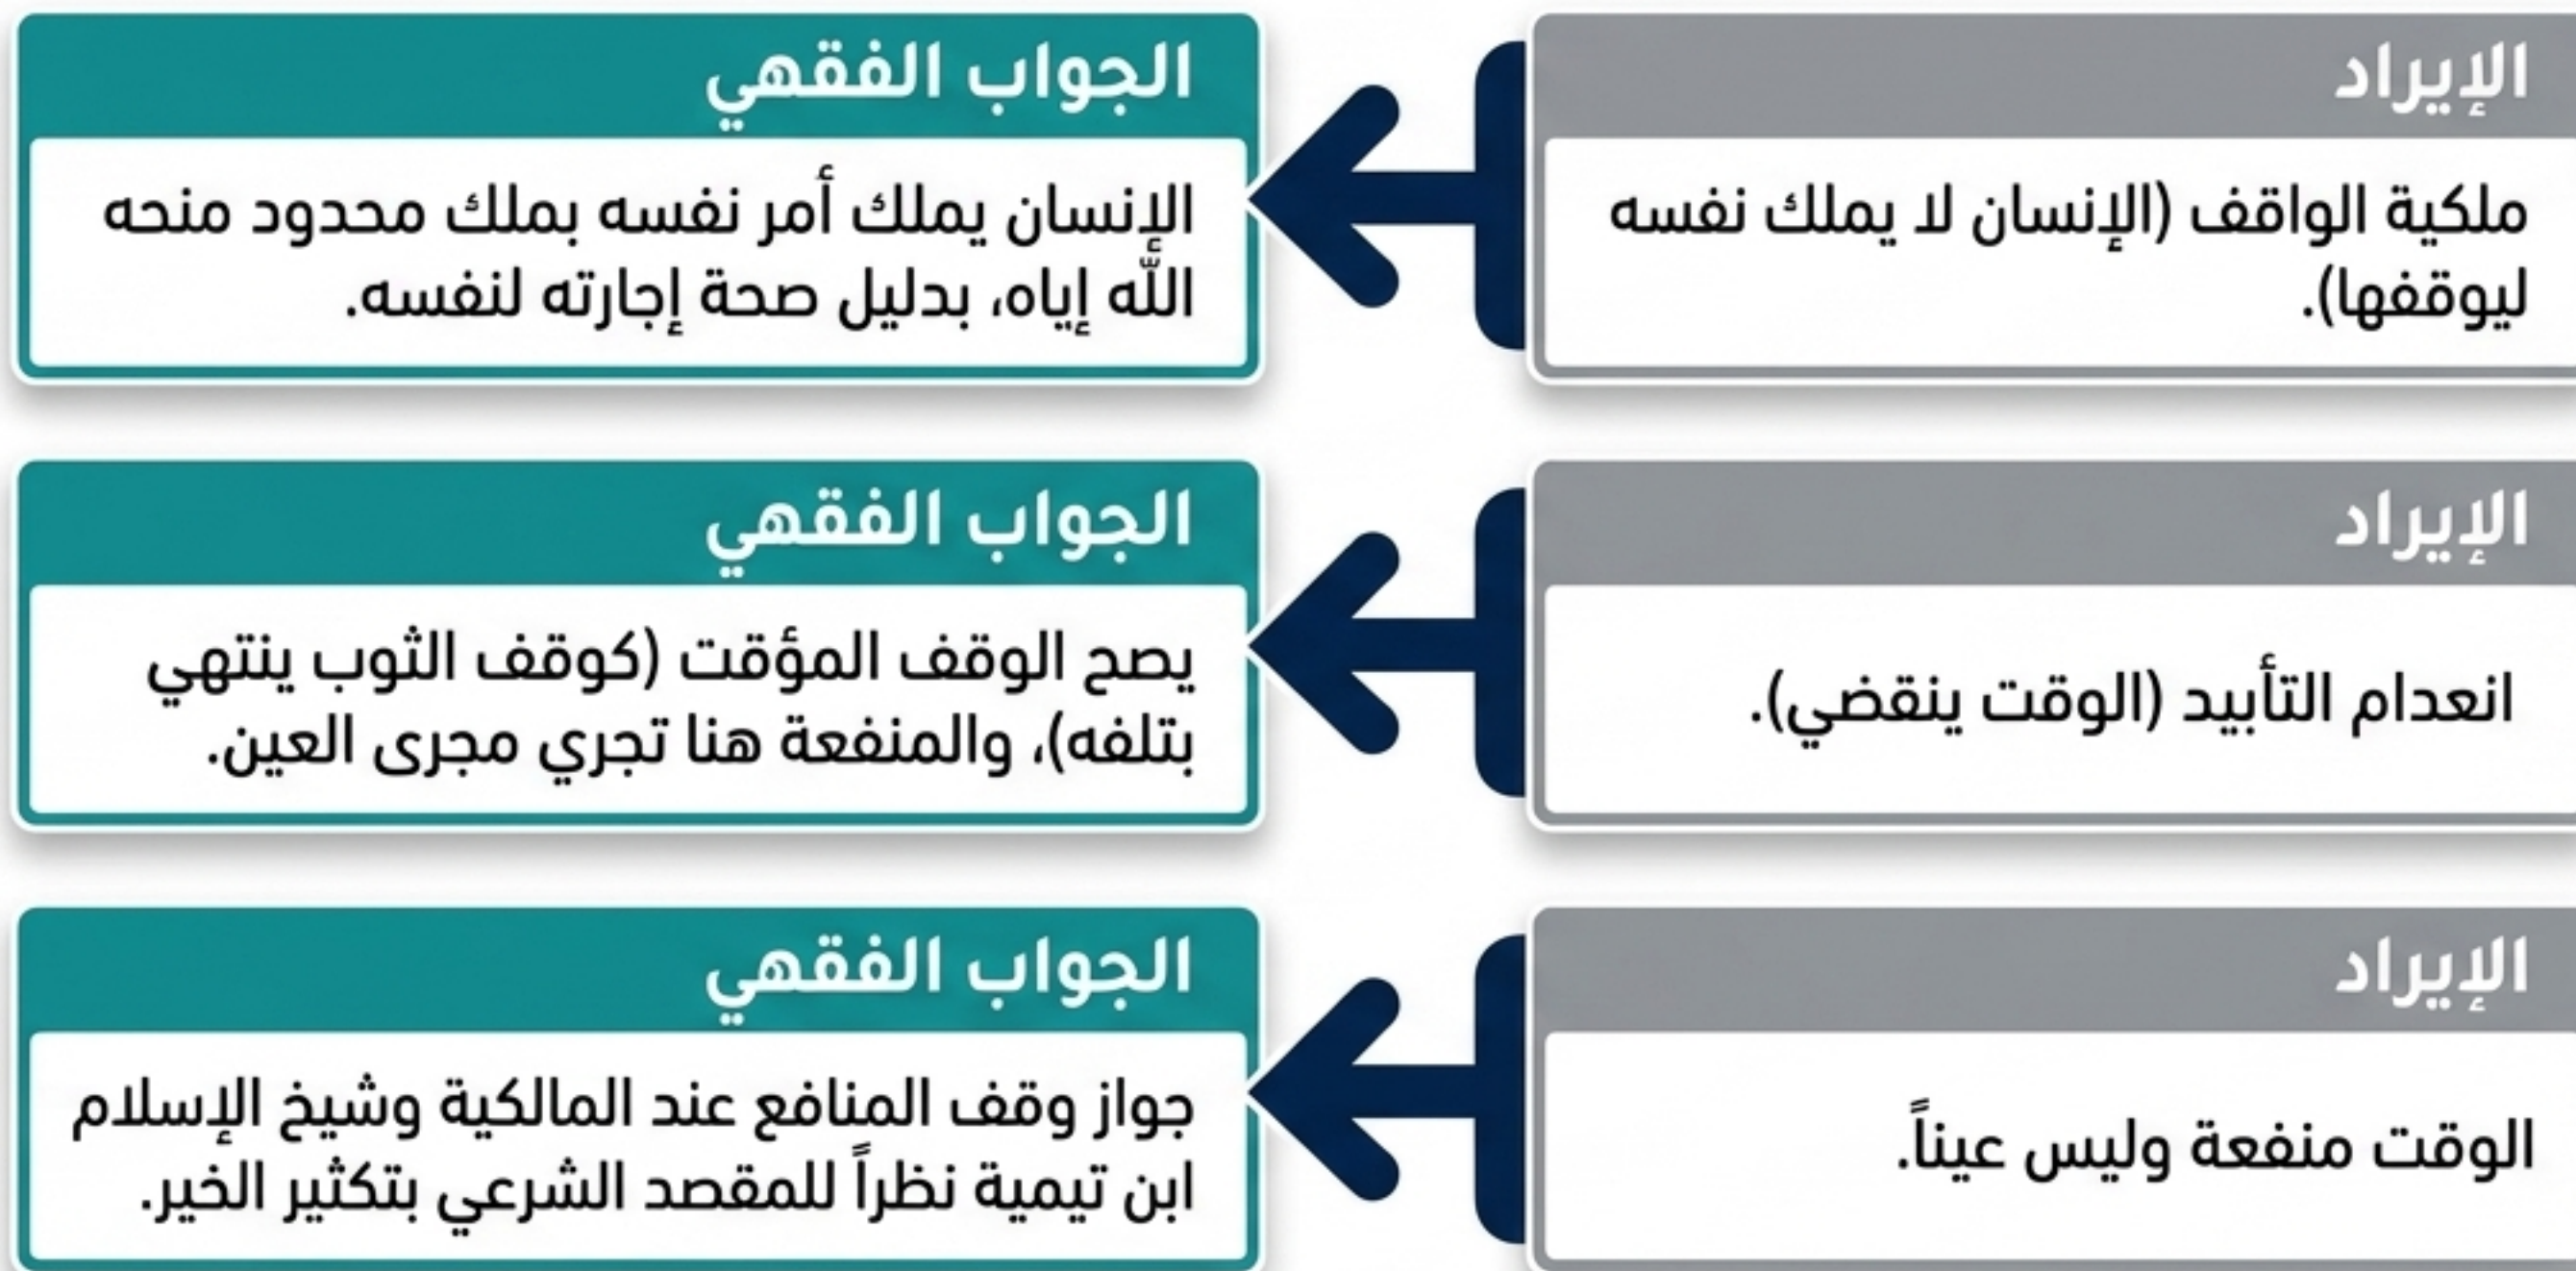 الإيراد
ملكية الواقف (الإنسان لا يملك نفسه
ليوقفها).
الجواب الفقهي
الإنسان يملك أمر نفسه بملك محدود منحه
اللّه إياه، بدليل صحة إجارته لنفسه.
الإيراد
انعدام التأبيد (الوقت ينقضي).
الجواب الفقهي
يصح الوقف المؤقت (كوقف الثوب ينتهي
بتلفه)، والمنفعة هنا تجري مجرى العين.
الإيراد
الوقت منفعة وليس عيناً.
الجواب الفقهي
جواز وقف المنافع عند المالكية وشيخ الإسلام
ابن تيمية نظراً للمقصد الشرعي بتكثير الخير.